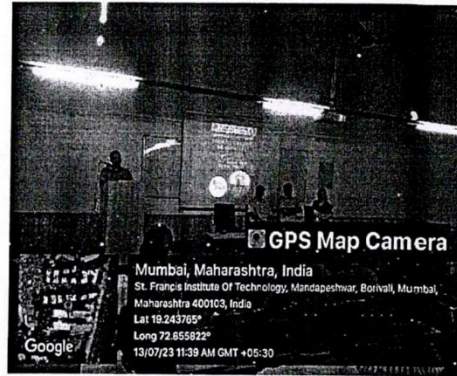 GPS Map Camera
Mumbai, Maharashtra, India
St. Francis Institute Of Technology, Mandapeshwar, Borivali, Mumbai,
Maharashtra 400103, India
Lat 19.243765°
Long 72.855822°
13/07/23 11:39 AM GMT +05:30
Google